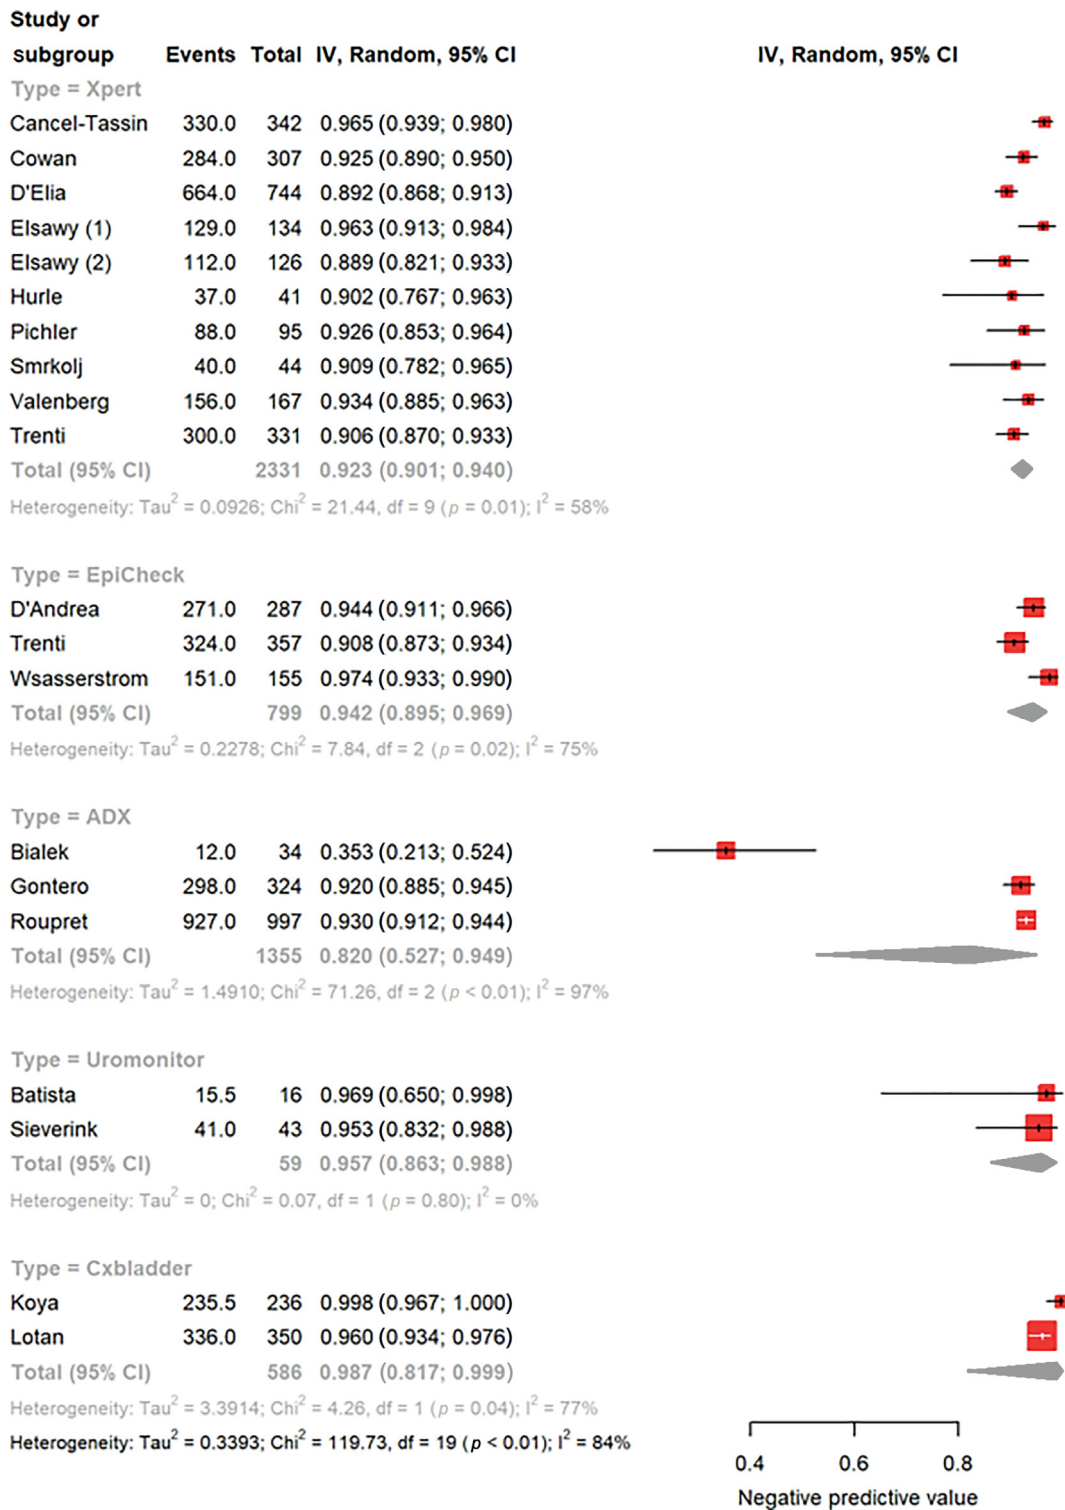 Study or
subgroup Events Total IV, Random, 95% CI IV, Random, 95% CI
Type = Xpert
Cancel-Tassin 330.0 342 0.965 (0.939; 0.980)
Cowan 284.0 307 0.925 (0.890; 0.950)
D'Elia 664.0 744 0.892 (0.868; 0.913)
Elsawy (1) 129.0 134 0.963 (0.913; 0.984)
Elsawy (2) 112.0 126 0.889 (0.821; 0.933)
Hurle 37.0 41 0.902 (0.767; 0.963)
Pichler 88.0 95 0.926 (0.853; 0.964)
Smrkolj 40.0 44 0.909 (0.782; 0.965)
Valenberg 156.0 167 0.934 (0.885; 0.963)
Trenti 300.0 331 0.906 (0.870; 0.933)
Total (95% CI) 2331 0.923 (0.901; 0.940)
Heterogeneity: Tau² = 0.0926; Chi² = 21.44, df = 9 (p = 0.01); I² = 58%
Type = EpiCheck
D'Andrea 271.0 287 0.944 (0.911; 0.966)
Trenti 324.0 357 0.908 (0.873; 0.934)
Wsasserstrom 151.0 155 0.974 (0.933; 0.990)
Total (95% CI) 799 0.942 (0.895; 0.969)
Heterogeneity: Tau² = 0.2278; Chi² = 7.84, df = 2 (p = 0.02); I² = 75%
Type = ADX
Bialek 12.0 34 0.353 (0.213; 0.524)
Gontero 298.0 324 0.920 (0.885; 0.945)
Roupret 927.0 997 0.930 (0.912; 0.944)
Total (95% CI) 1355 0.820 (0.527; 0.949)
Heterogeneity: Tau² = 1.4910; Chi² = 71.26, df = 2 (p < 0.01); I² = 97%
Type = Uromonitor
Batista 15.5 16 0.969 (0.650; 0.998)
Sieverink 41.0 43 0.953 (0.832; 0.988)
Total (95% CI) 59 0.957 (0.863; 0.988)
Heterogeneity: Tau² = 0; Chi² = 0.07, df = 1 (p = 0.80); I² = 0%
Type = Cxbladder
Koya 235.5 236 0.998 (0.967; 1.000)
Lotan 336.0 350 0.960 (0.934; 0.976)
Total (95% CI) 586 0.987 (0.817; 0.999)
Heterogeneity: Tau² = 3.3914; Chi² = 4.26, df = 1 (p = 0.04); I² = 77%
Heterogeneity: Tau² = 0.3393; Chi² = 119.73, df = 19 (p < 0.01); I² = 84%
0.4 0.6 0.8
Negative predictive value